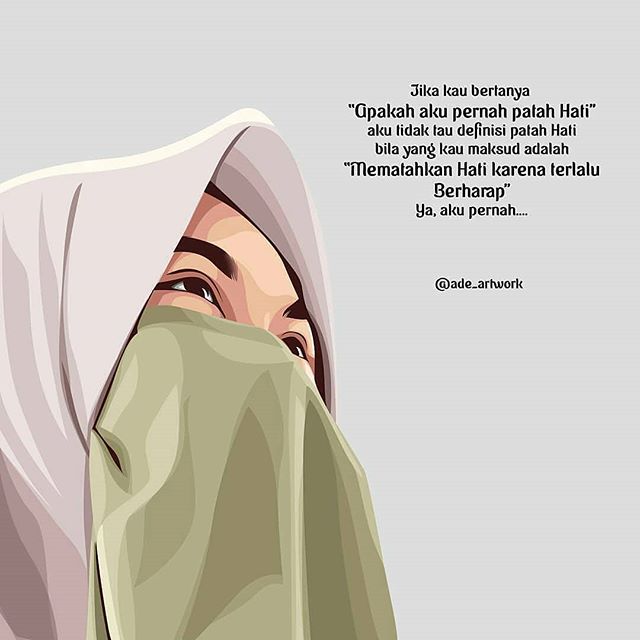 Jika kau bertanya
"Apakah aku pernah patah Hati"
aku tidak tau definisi patah Hati
bila yang kau maksud adalah
"Mematahkan Hati karena terlalu
Berharap"
Ya, aku pernah....
@ade_artwork